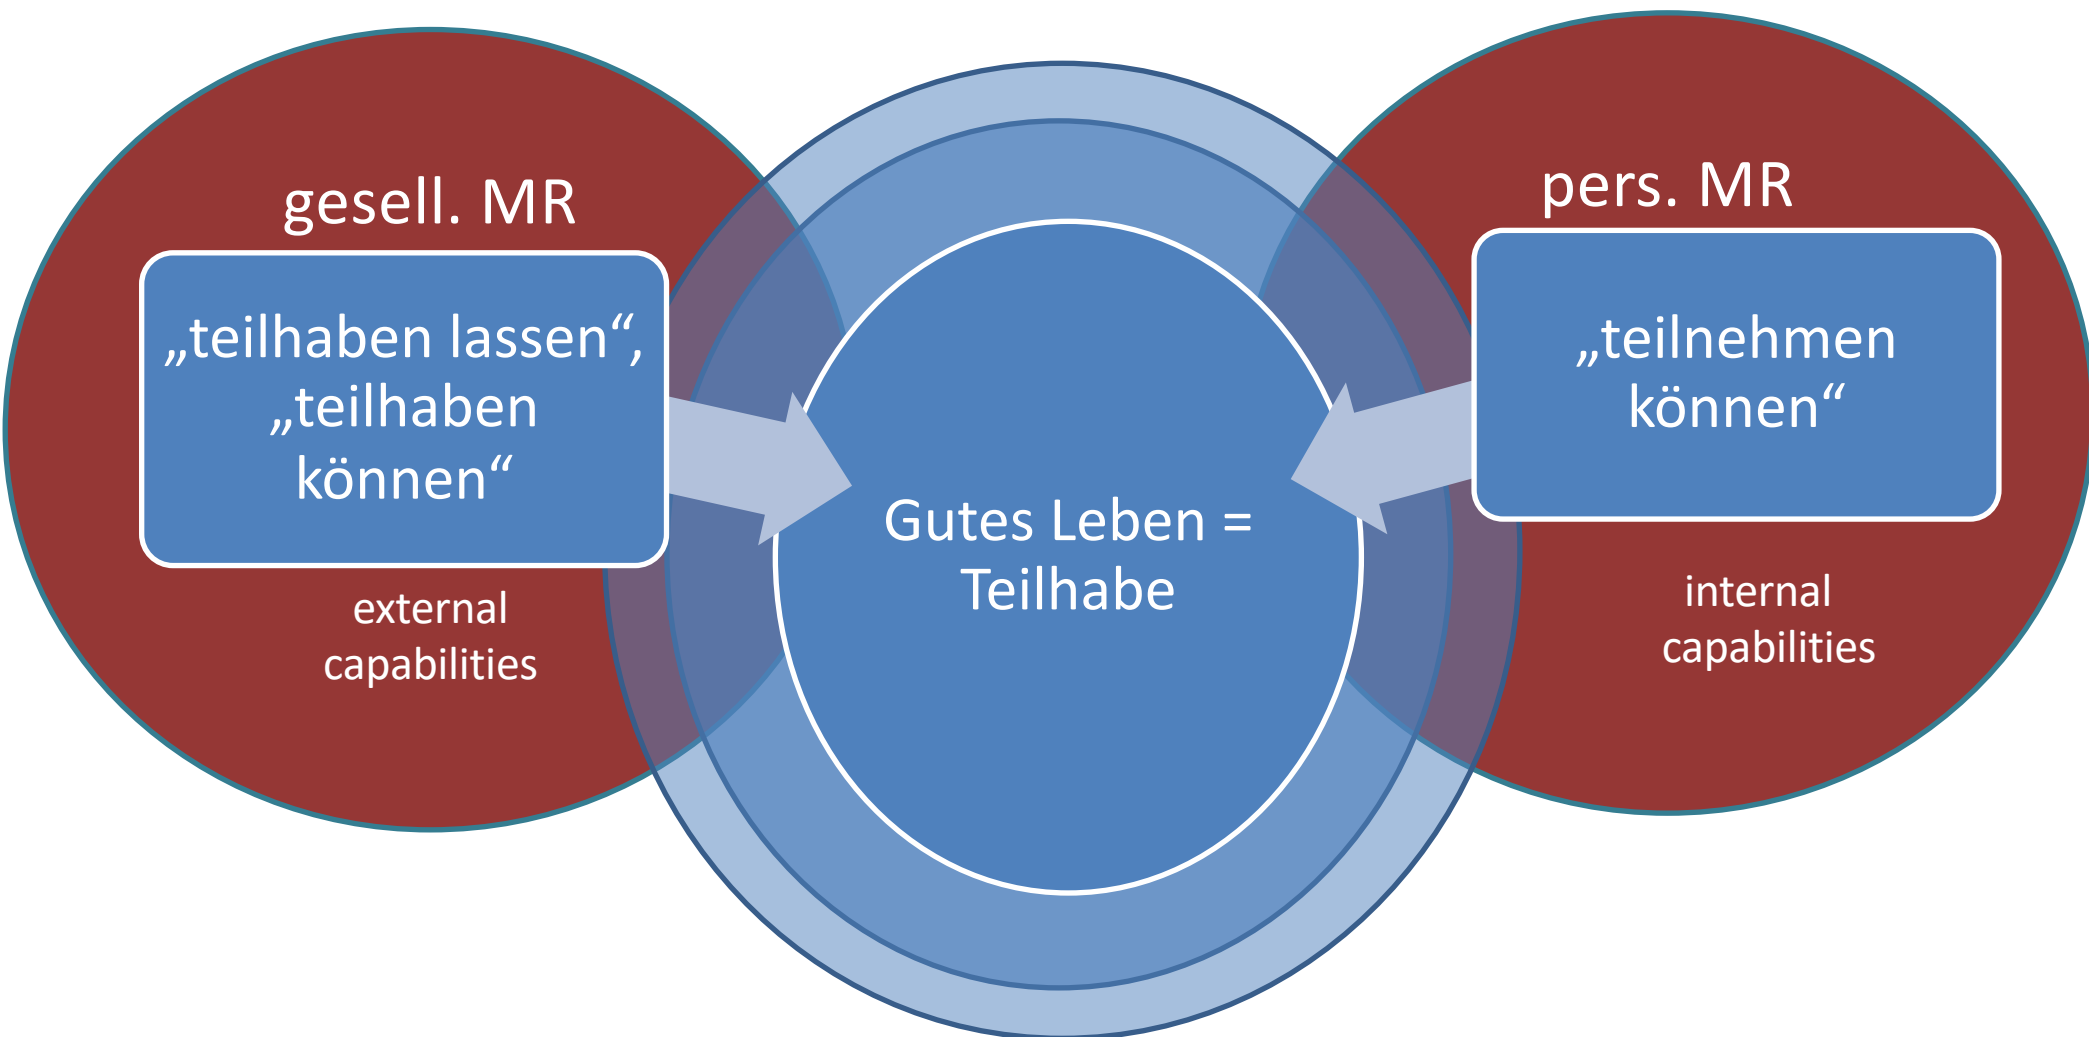 gesell. MR
„teilhaben lassen“,
„teilhaben
können“
external
capabilities
Gutes Leben =
Teilhabe
pers. MR
„teilnehmen
können“
internal
capabilities